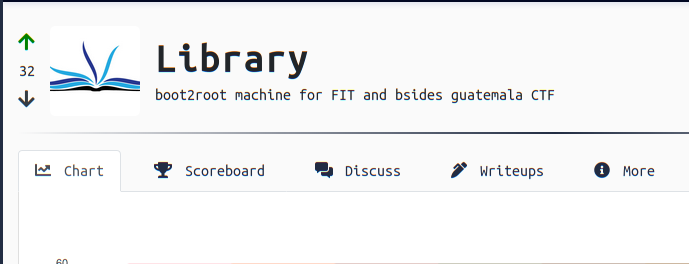 32
Library
boot2root machine for FIT and bsides guatemala CTF
Chart Scoreboard Discuss Writeups More
60